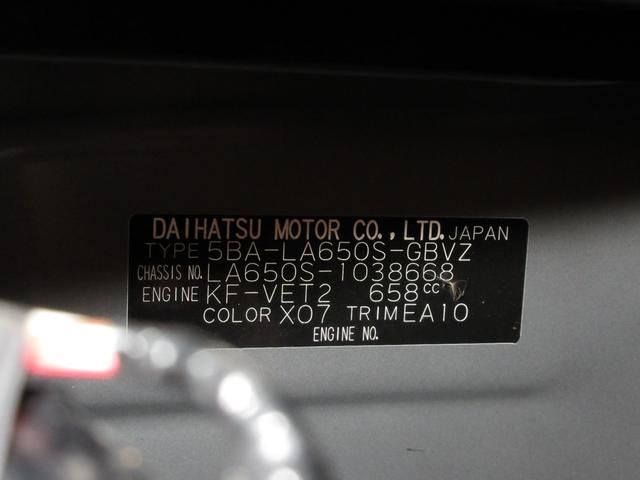 DAIHATSU MOTOR CO., LTD. JAPAN
TYPE 5BA-LA650S-GBVZ
CHASSIS NO. LA650S-1038668
ENGINE KF-VET2 658cc
COLOR X07 TRIM EA10
ENGINE NO.